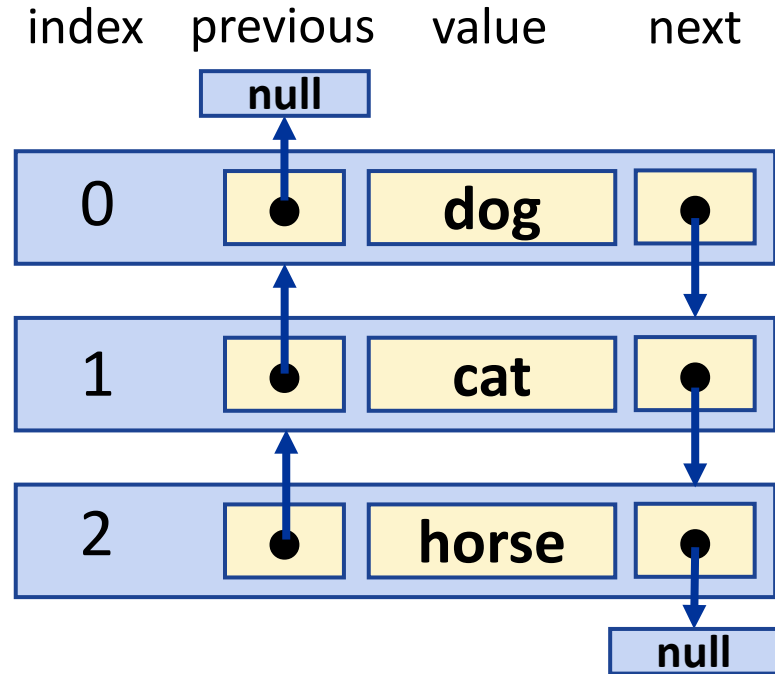 index previous value next
null
0 dog
1 cat
2 horse
null